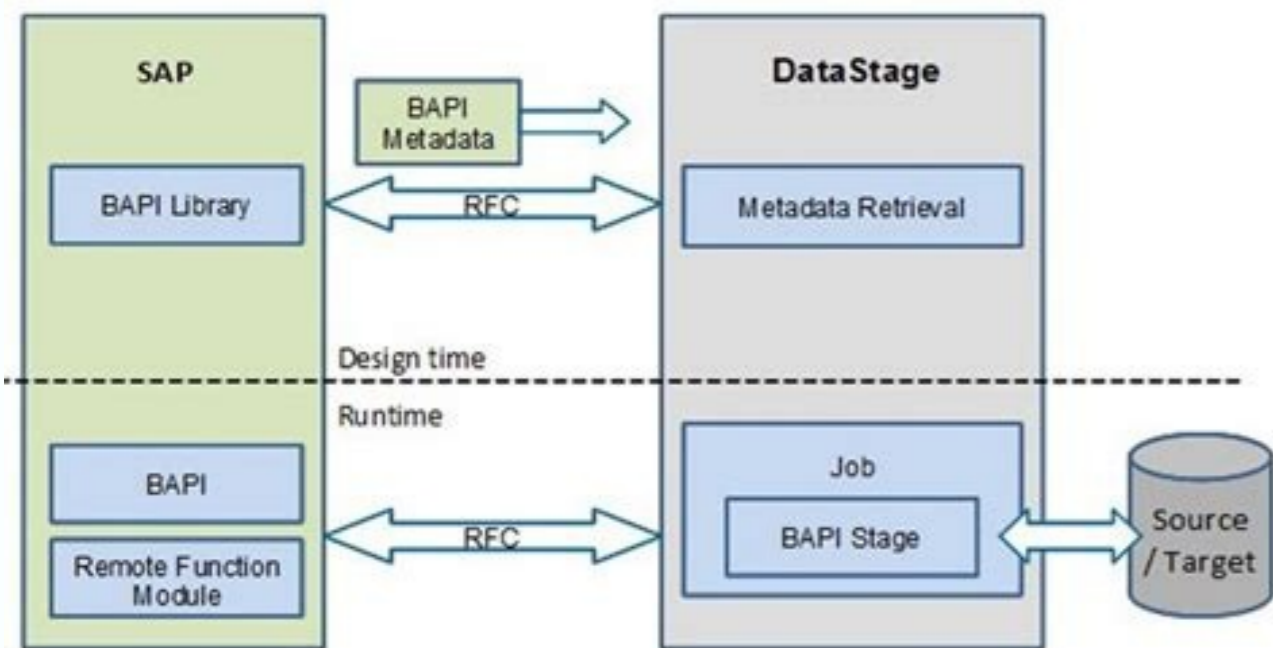 SAP
DataStage
BAPI
Metadata
BAPI Library
RFC
Metadata Retrieval
Design time
Runtime
BAPI
Remote Function
Module
RFC
Job
BAPI Stage
Source
/ Target